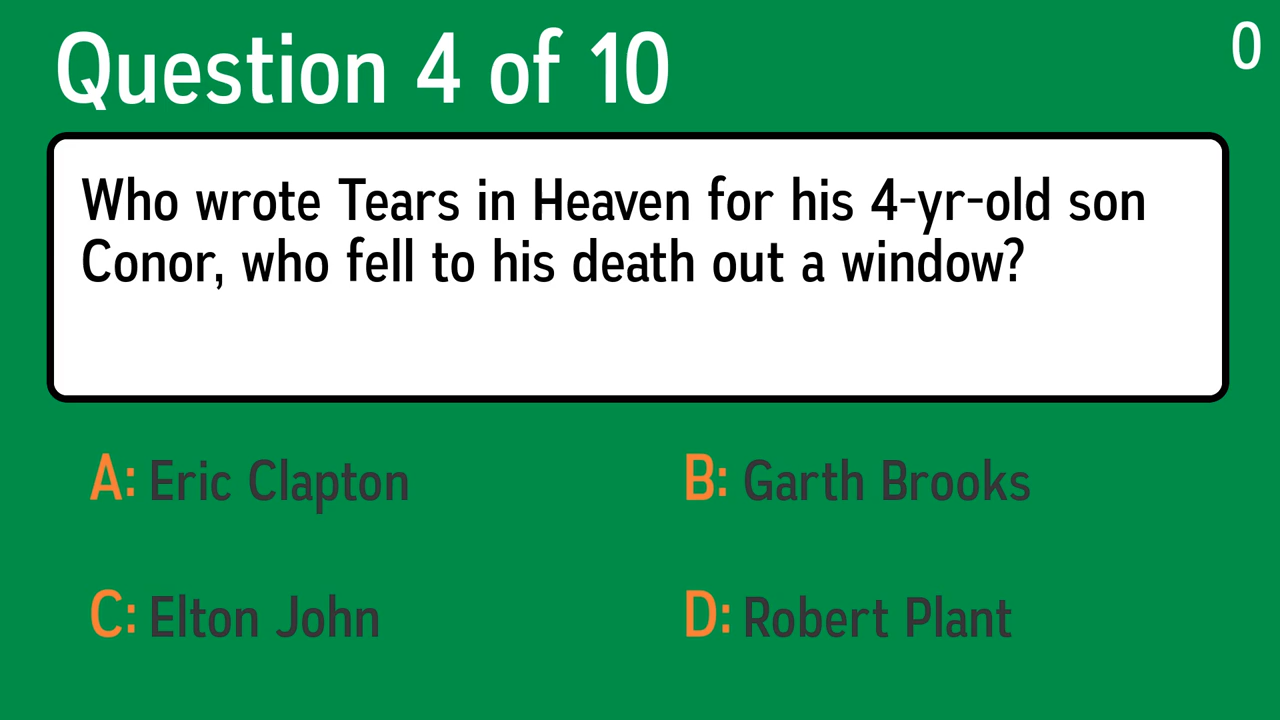 Question 4 of 10
0
Who wrote Tears in Heaven for his 4-yr-old son
Conor, who fell to his death out a window?
A: Eric Clapton
B: Garth Brooks
C: Elton John
D: Robert Plant